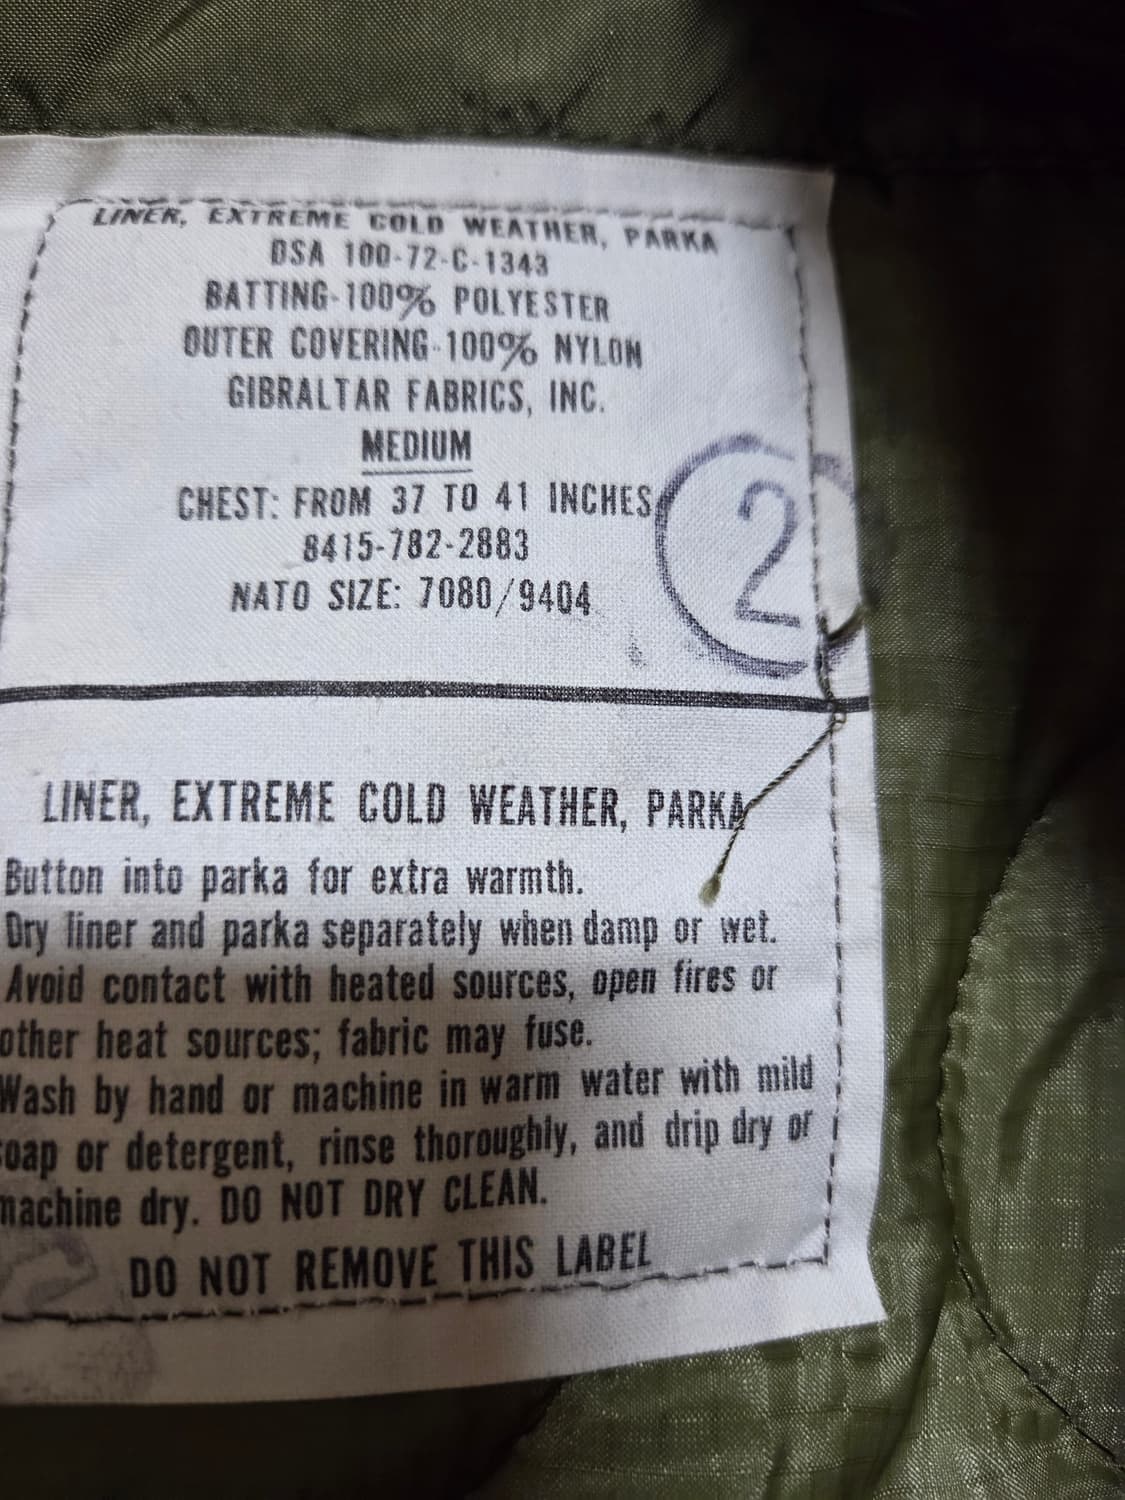 LINER, EXTREME COLD WEATHER, PARKA
DSA 100-72-C-1343
BATTING-100% POLYESTER
OUTER COVERING-100% NYLON
GIBRALTAR FABRICS, INC.
MEDIUM
CHEST: FROM 37 TO 41 INCHES
2
8415-782-2883
NATO SIZE: 7080/9404
LINER, EXTREME COLD WEATHER, PARKA
Button into parka for extra warmth.
Dry liner and parka separately when damp or wet.
Avoid contact with heated sources, open fires or
other heat sources; fabric may fuse.
Wash by hand or machine in warm water with mild
soap or detergent, rinse thoroughly, and drip dry or
machine dry. DO NOT DRY CLEAN.
DO NOT REMOVE THIS LABEL